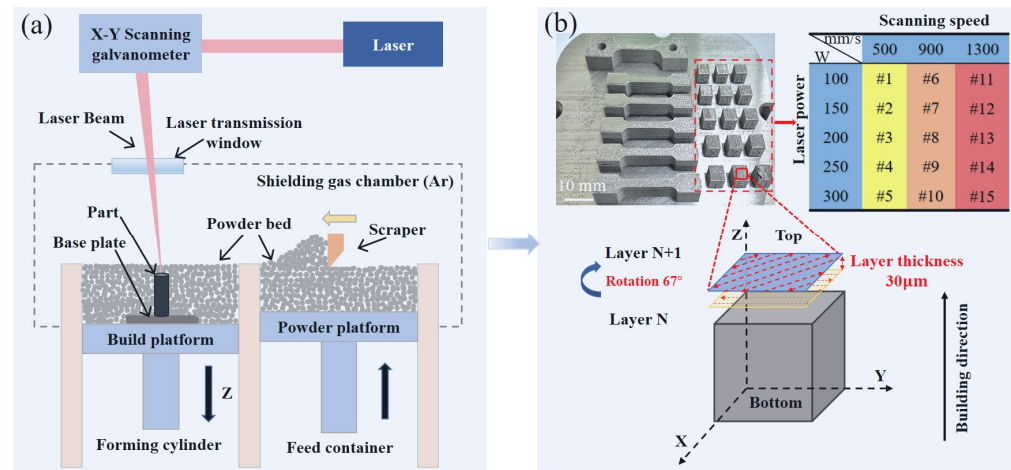 (a)
X-Y Scanning
galvanometer
Laser
Laser Beam
Laser transmission
window
Shielding gas chamber (Ar)
Part
Powder bed
Base plate
Scraper
Build platform
Powder platform
Z
Forming cylinder
Feed container
(b)
Scanning speed
mm/s 500 900 1300
W
Laser power
100 #1 #6 #11
150 #2 #7 #12
200 #3 #8 #13
250 #4 #9 #14
300 #5 #10 #15
10 mm
Z
Top
Layer N+1
Rotation 67°
Layer N
Layer thickness
30μm
Building direction
Y
Bottom
X